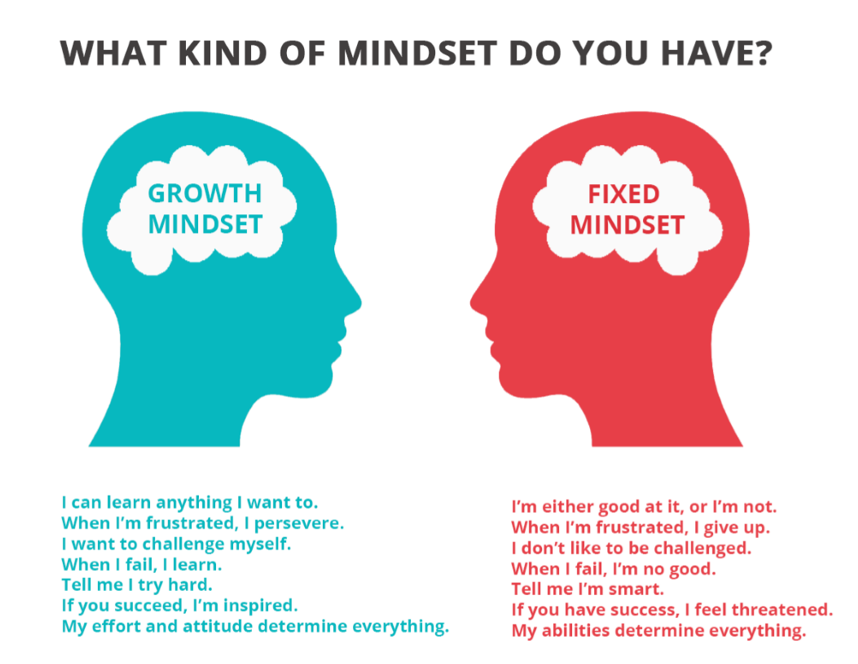 WHAT KIND OF MINDSET DO YOU HAVE?
GROWTH
MINDSET
FIXED
MINDSET
I can learn anything I want to.
When I’m frustrated, I persevere.
I want to challenge myself.
When I fail, I learn.
Tell me I try hard.
If you succeed, I’m inspired.
My effort and attitude determine everything.
I’m either good at it, or I’m not.
When I’m frustrated, I give up.
I don’t like to be challenged.
When I fail, I’m no good.
Tell me I’m smart.
If you have success, I feel threatened.
My abilities determine everything.